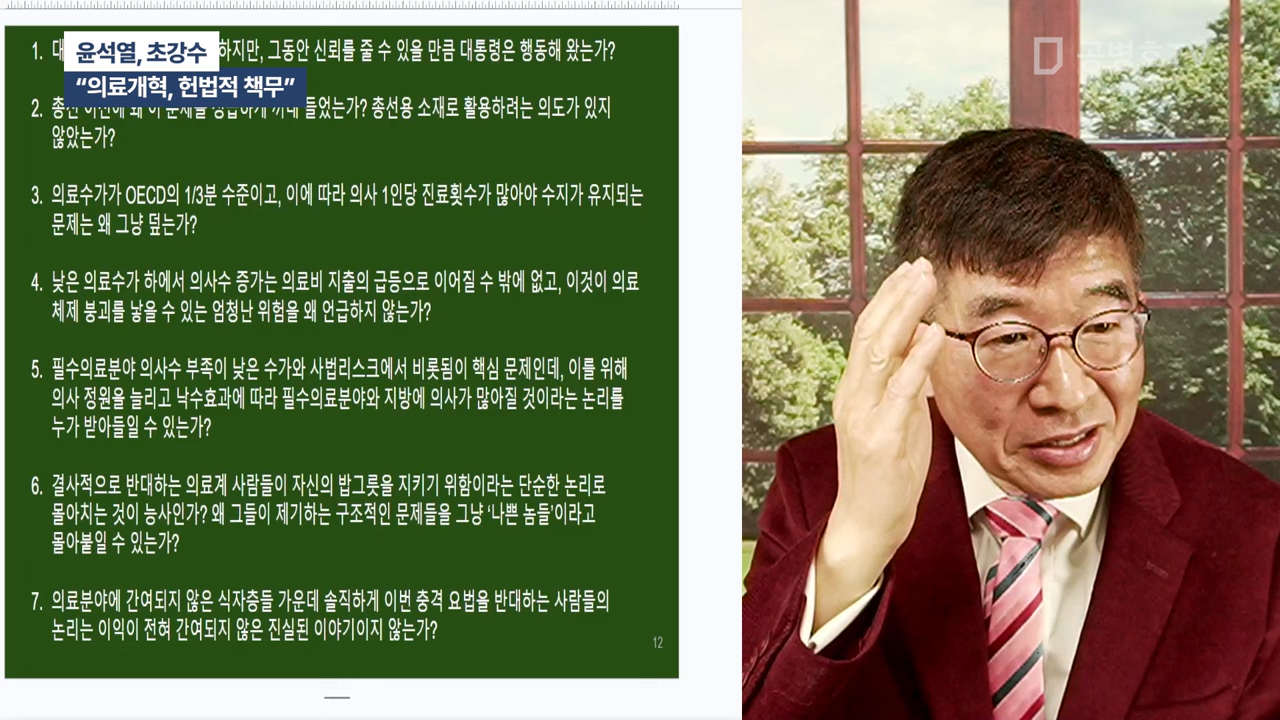 윤석열, 초강수
“의료개혁, 헌법적 책무”
1. 대 하지만, 그동안 신뢰를 줄 수 있을 만큼 대통령은 행동해 왔는가?
2. 총선 이전에 왜 이 문제를 성급하게 꺼내 들었는가? 총선용 소재로 활용하려는 의도가 있지
않았는가?
3. 의료수가가 OECD의 1/3분 수준이고, 이에 따라 의사 1인당 진료횟수가 많아야 수지가 유지되는
문제는 왜 그냥 덮는가?
4. 낮은 의료수가 하에서 의사수 증가는 의료비 지출의 급등으로 이어질 수 밖에 없고, 이것이 의료
체제 붕괴를 낳을 수 있는 엄청난 위험을 왜 언급하지 않는가?
5. 필수의료분야 의사수 부족이 낮은 수가와 사법리스크에서 비롯됨이 핵심 문제인데, 이를 위해
의사 정원을 늘리고 낙수효과에 따라 필수의료분야와 지방에 의사가 많아질 것이라는 논리를
누가 받아들일 수 있는가?
6. 결사적으로 반대하는 의료계 사람들이 자신의 밥그릇을 지키기 위함이라는 단순한 논리로
몰아치는 것이 능사인가? 왜 그들이 제기하는 구조적인 문제들을 그냥 ‘나쁜 놈들’이라고
몰아붙일 수 있는가?
7. 의료분야에 간여되지 않은 식자층들 가운데 솔직하게 이번 충격 요법을 반대하는 사람들의
논리는 이익이 전혀 간여되지 않은 진실된 이야기이지 않는가?
12
공병호TV